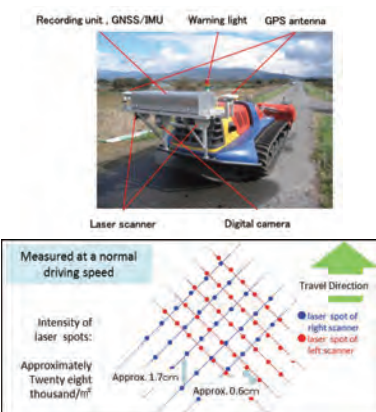 Recording unit , GNSS/IMU
Warning light
GPS antenna
Laser scanner
Digital camera
Measured at a normal
driving speed
Travel Direction
Intensity of
laser spots:
Approximately
Twenty eight
thousand/m²
laser spot of
right scanner
laser spot of
left scanner
Approx. 1.7cm
Approx. 0.6cm